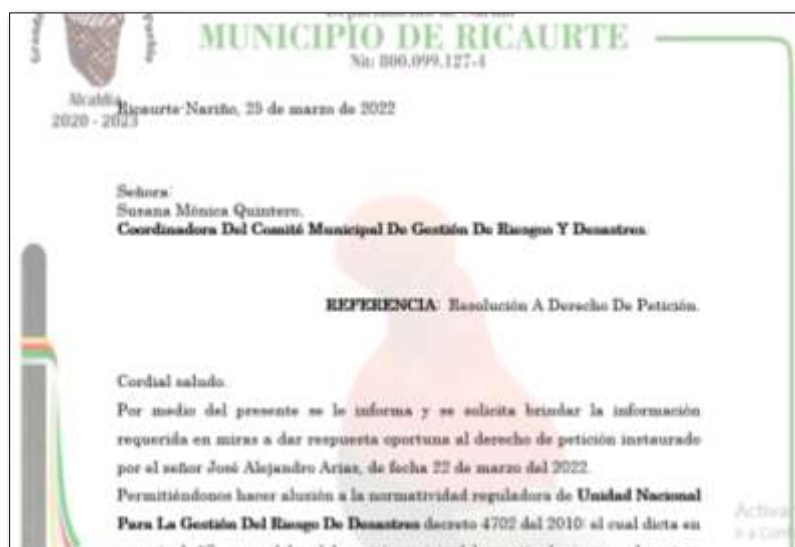 MUNICIPIO DE RICAURTE
Nit: 800.099.127-4
Alcaldía
2020 - 2023
Ricaurte-Nariño, 25 de marzo de 2022
Señora:
Susana Mónica Quintero.
Coordinadora Del Comité Municipal De Gestión De Riesgos Y Desastres.
REFERENCIA: Resolución A Derecho De Petición.
Cordial saludo.
Por medio del presente se le informa y se solicita brindar la información
requerida en miras a dar respuesta oportuna al derecho de petición instaurado
por el señor José Alejandro Arias, de fecha 22 de marzo del 2022.
Permitiéndonos hacer alusión a la normatividad reguladora de Unidad Nacional
Para La Gestión Del Riesgo De Desastres decreto 4702 del 2010: el cual dicta en
Activa